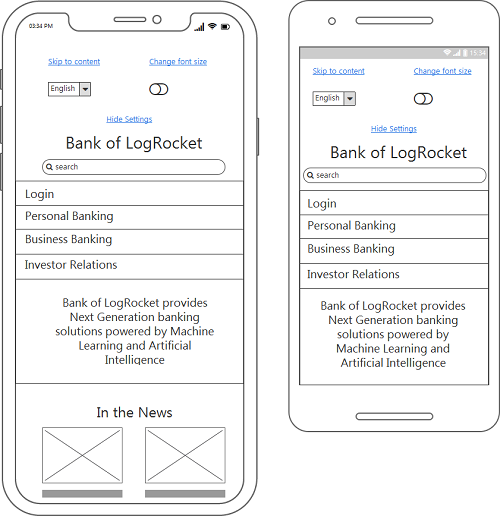 03:34 PM
Skip to content
Change font size
English
Hide Settings
Bank of LogRocket
search
Login
Personal Banking
Business Banking
Investor Relations
Bank of LogRocket provides
Next Generation banking
solutions powered by Machine
Learning and Artificial
Intelligence
In the News
15:34
Skip to content
Change font size
English
Hide Settings
Bank of LogRocket
search
Login
Personal Banking
Business Banking
Investor Relations
Bank of LogRocket provides
Next Generation banking
solutions powered by
Machine Learning and
Artificial Intelligence